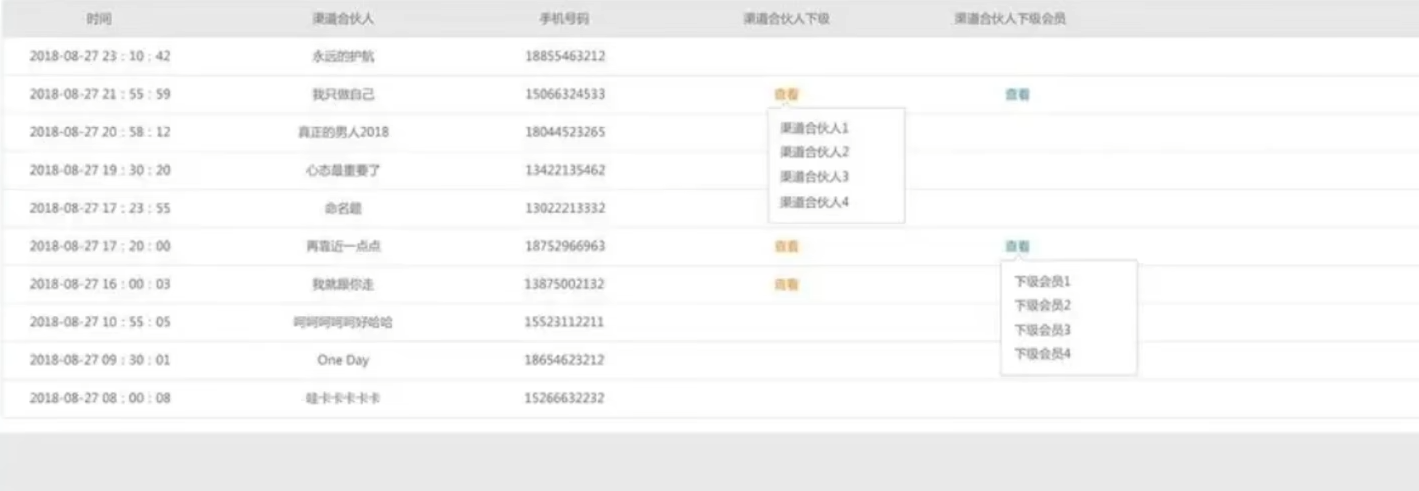 时间 渠道合伙人 手机号码 渠道合伙人下级 渠道合伙人下级会员
2018-08-27 23：10：42 永远的护航 18855463212
2018-08-27 21：55：59 我只做自己 15066324533 查看 查看
渠道合伙人1
2018-08-27 20：58：12 真正的男人2018 18044523265
渠道合伙人2
2018-08-27 19：30：20 心态最重要了 13422135462
渠道合伙人3
渠道合伙人4
2018-08-27 17：23：55 命名题 13022213332
2018-08-27 17：20：00 再靠近一点点 18752966963 查看 查看
2018-08-27 16：00：03 我就跟你走 13875002132 查看
下级会员1
下级会员2
2018-08-27 10：55：05 呵呵呵呵呵好哈哈 15523112211
下级会员3
下级会员4
2018-08-27 09：30：01 One Day 18654623212
2018-08-27 08：00：08 哇卡卡卡卡卡 15266632232